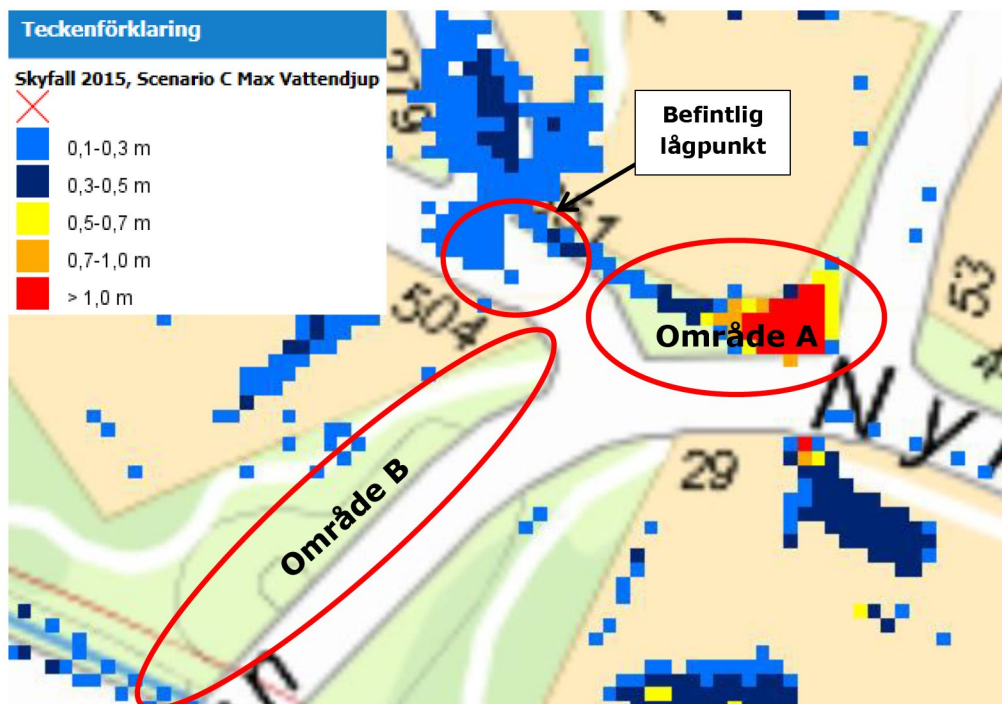 Teckenförklaring
Skyfall 2015, Scenario C Max Vattendjup
0,1-0,3 m
0,3-0,5 m
0,5-0,7 m
0,7-1,0 m
> 1,0 m
Befintlig
lågpunkt
504
Område A
53
Ny
29
Område B